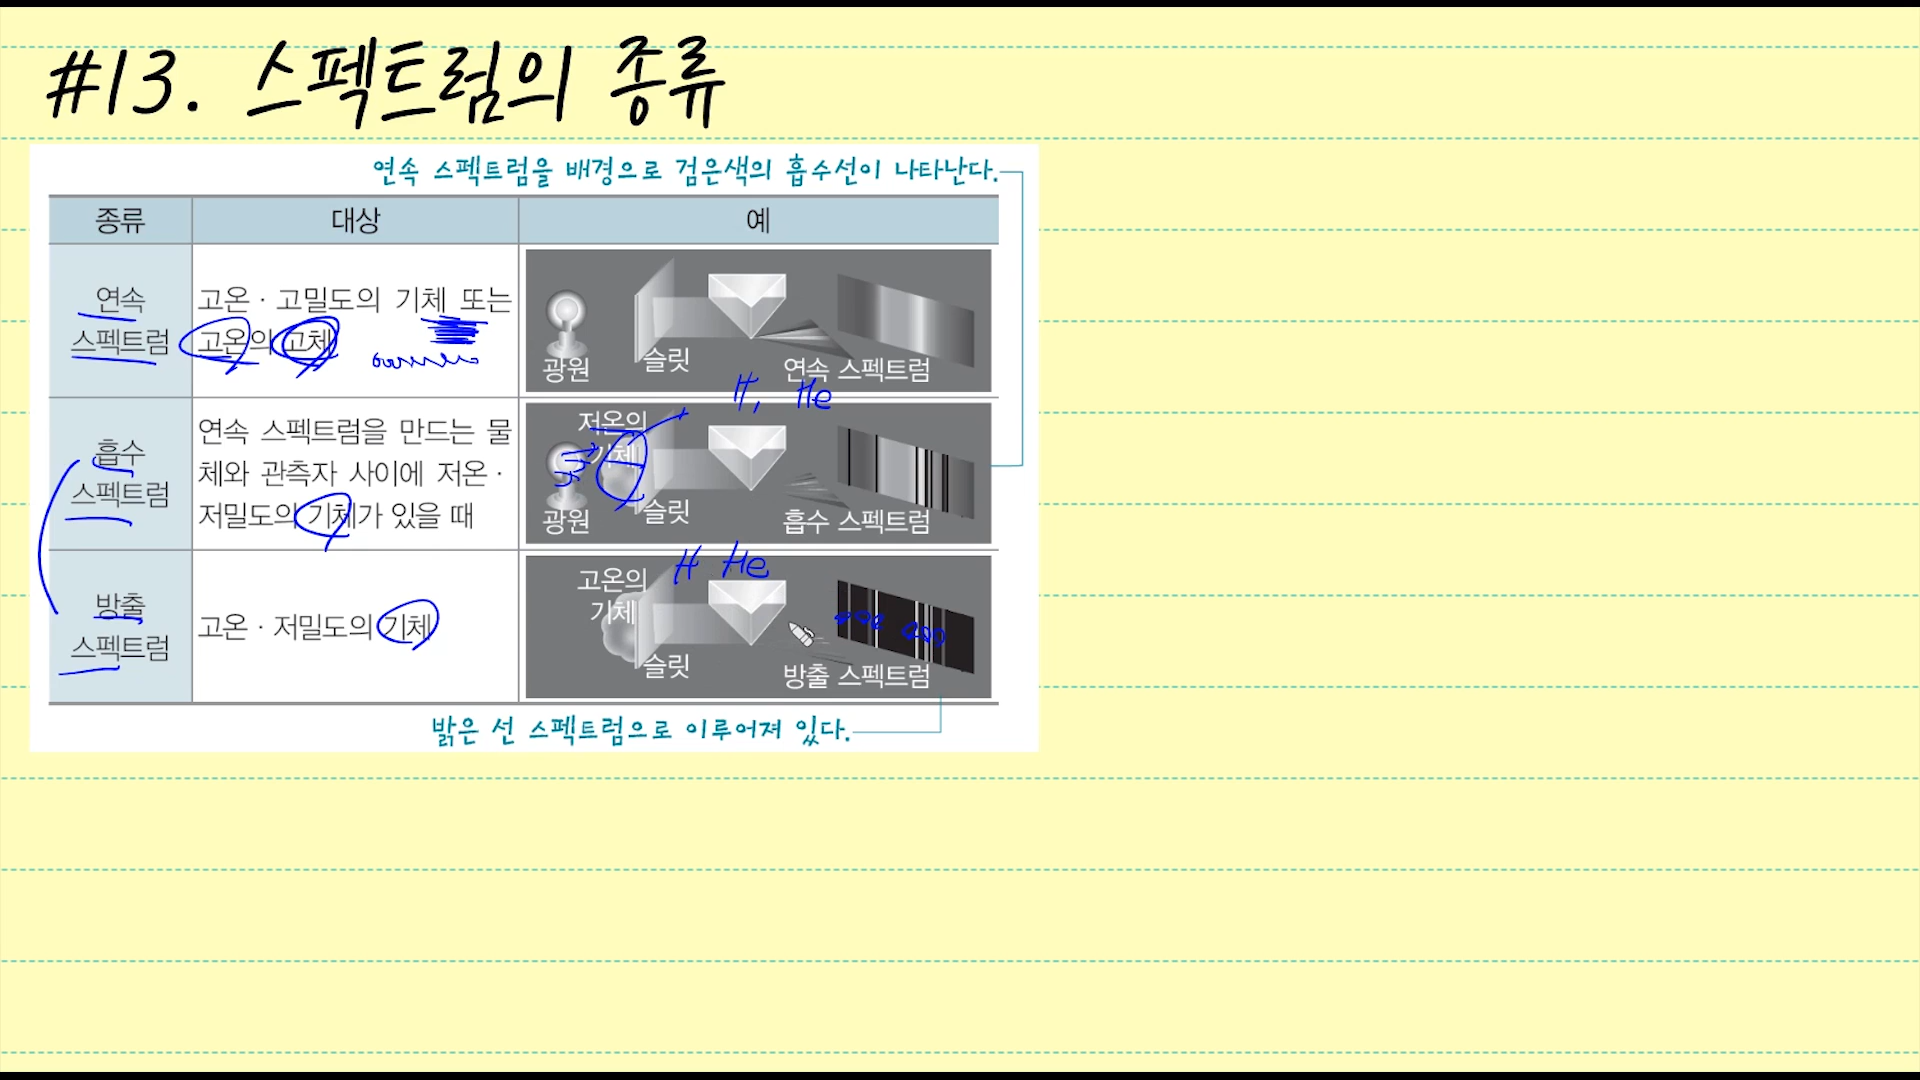 #13. 스펙트럼의 종류
연속 스펙트럼을 배경으로 검은색의 흡수선이 나타난다.
종류 대상 예
연속
스펙트럼
고온·고밀도의 기체 또는
고온의 고체
광원 슬릿 연속 스펙트럼
H, He
흡수
스펙트럼
연속 스펙트럼을 만드는 물
체와 관측자 사이에 저온·
저밀도의 기체가 있을 때
저온의
기체
광원 슬릿 흡수 스펙트럼
H He
방출
스펙트럼
고온·저밀도의 기체
고온의
기체
슬릿 방출 스펙트럼
밝은 선 스펙트럼으로 이루어져 있다.